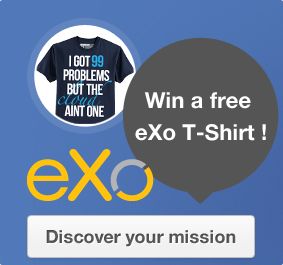 I GOT 99
PROBLEMS
BUT THE
cloud
AINT ONE
Win a free
eXo T-Shirt !
eXo
Discover your mission